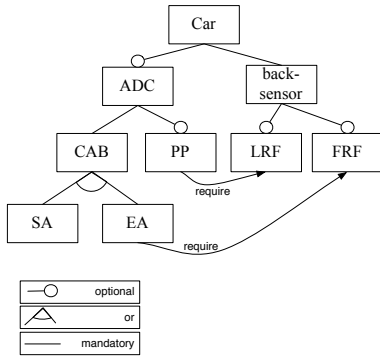 Car
ADC
back-
sensor
CAB
PP
LRF
FRF
require
SA
EA
require
optional
or
mandatory